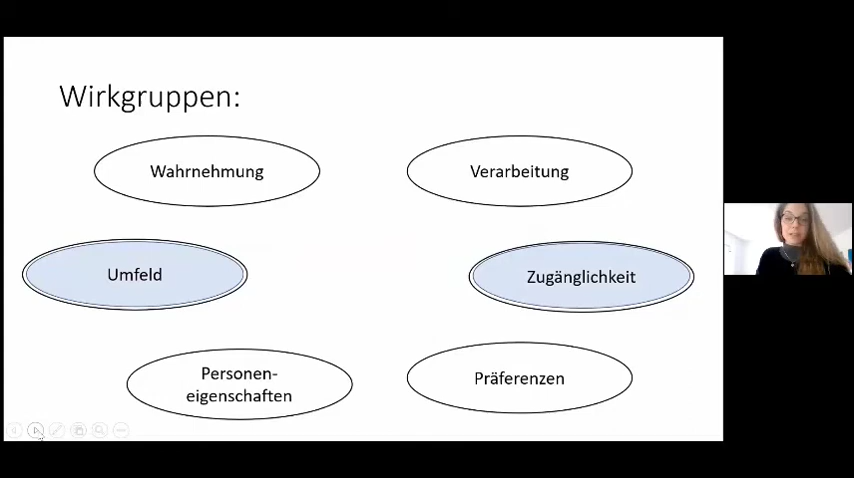 Wirkgruppen:
Wahrnehmung
Verarbeitung
Umfeld
Zugänglichkeit
Personen-
eigenschaften
Präferenzen